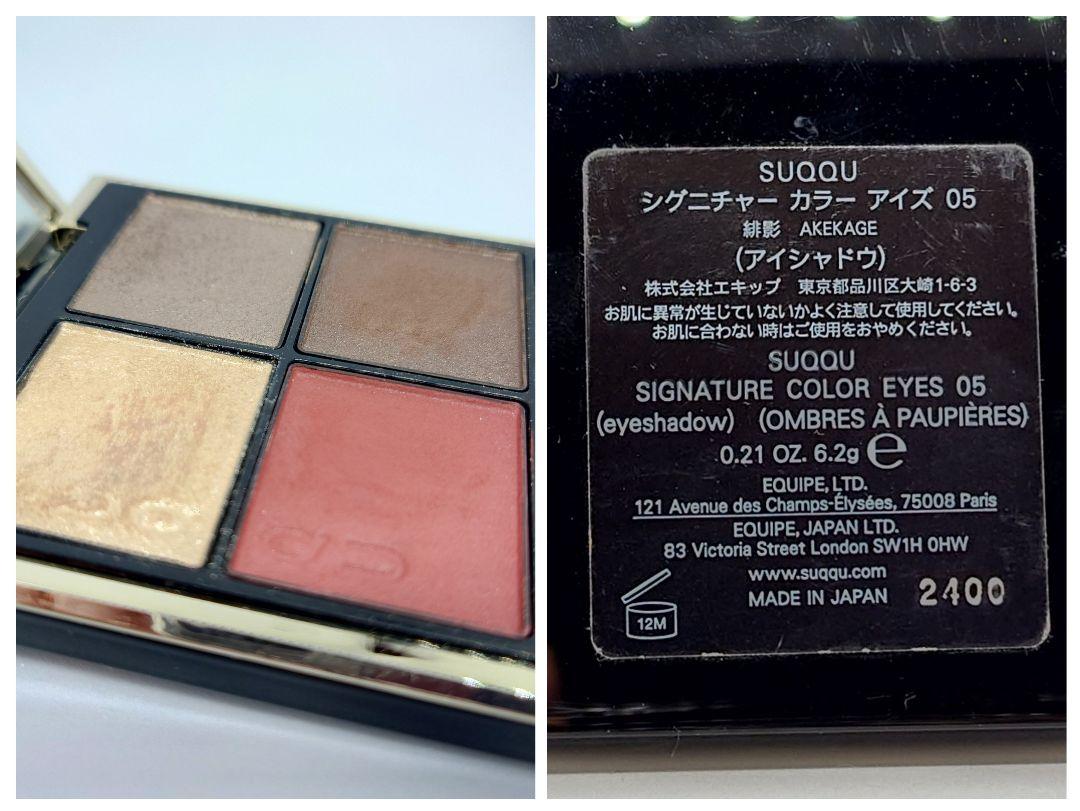 SUQQU
シグニチャー カラー アイズ 05
緋影 AKEKAGE
(アイシャドウ)
株式会社エキップ 東京都品川区大崎1-6-3
お肌に異常が生じていないかよく注意して使用してください。
お肌に合わない時はご使用をおやめください。
SUQQU
SIGNATURE COLOR EYES 05
(eyeshadow) (OMBRES À PAUPIÈRES)
0.21 OZ. 6.2g ℮
EQUIPE, LTD.
121 Avenue des Champs-Élysées, 75008 Paris
EQUIPE, JAPAN LTD.
83 Victoria Street London SW1H 0HW
www.suqqu.com
MADE IN JAPAN 2400
12M